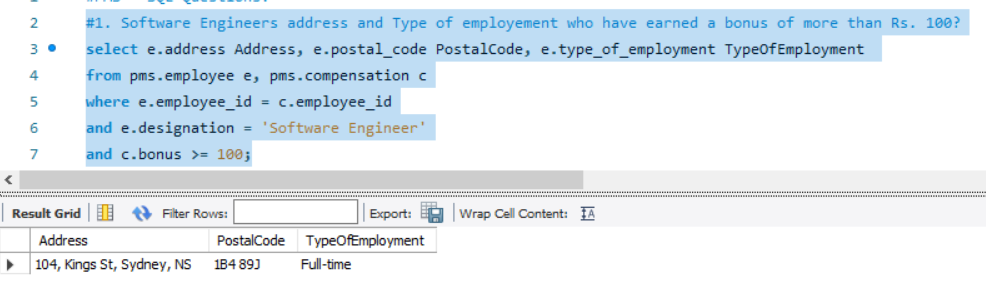 2 #1. Software Engineers address and Type of employement who have earned a bonus of more than Rs. 100?
3 select e.address Address, e.postal_code PostalCode, e.type_of_employment TypeOfEmployment
4 from pms.employee e, pms.compensation c
5 where e.employee_id = c.employee_id
6 and e.designation = 'Software Engineer'
7 and c.bonus >= 100;
Result Grid Filter Rows: Export: Wrap Cell Content: IA
Address PostalCode TypeOfEmployment
104, Kings St, Sydney, NS 1B4 89J Full-time